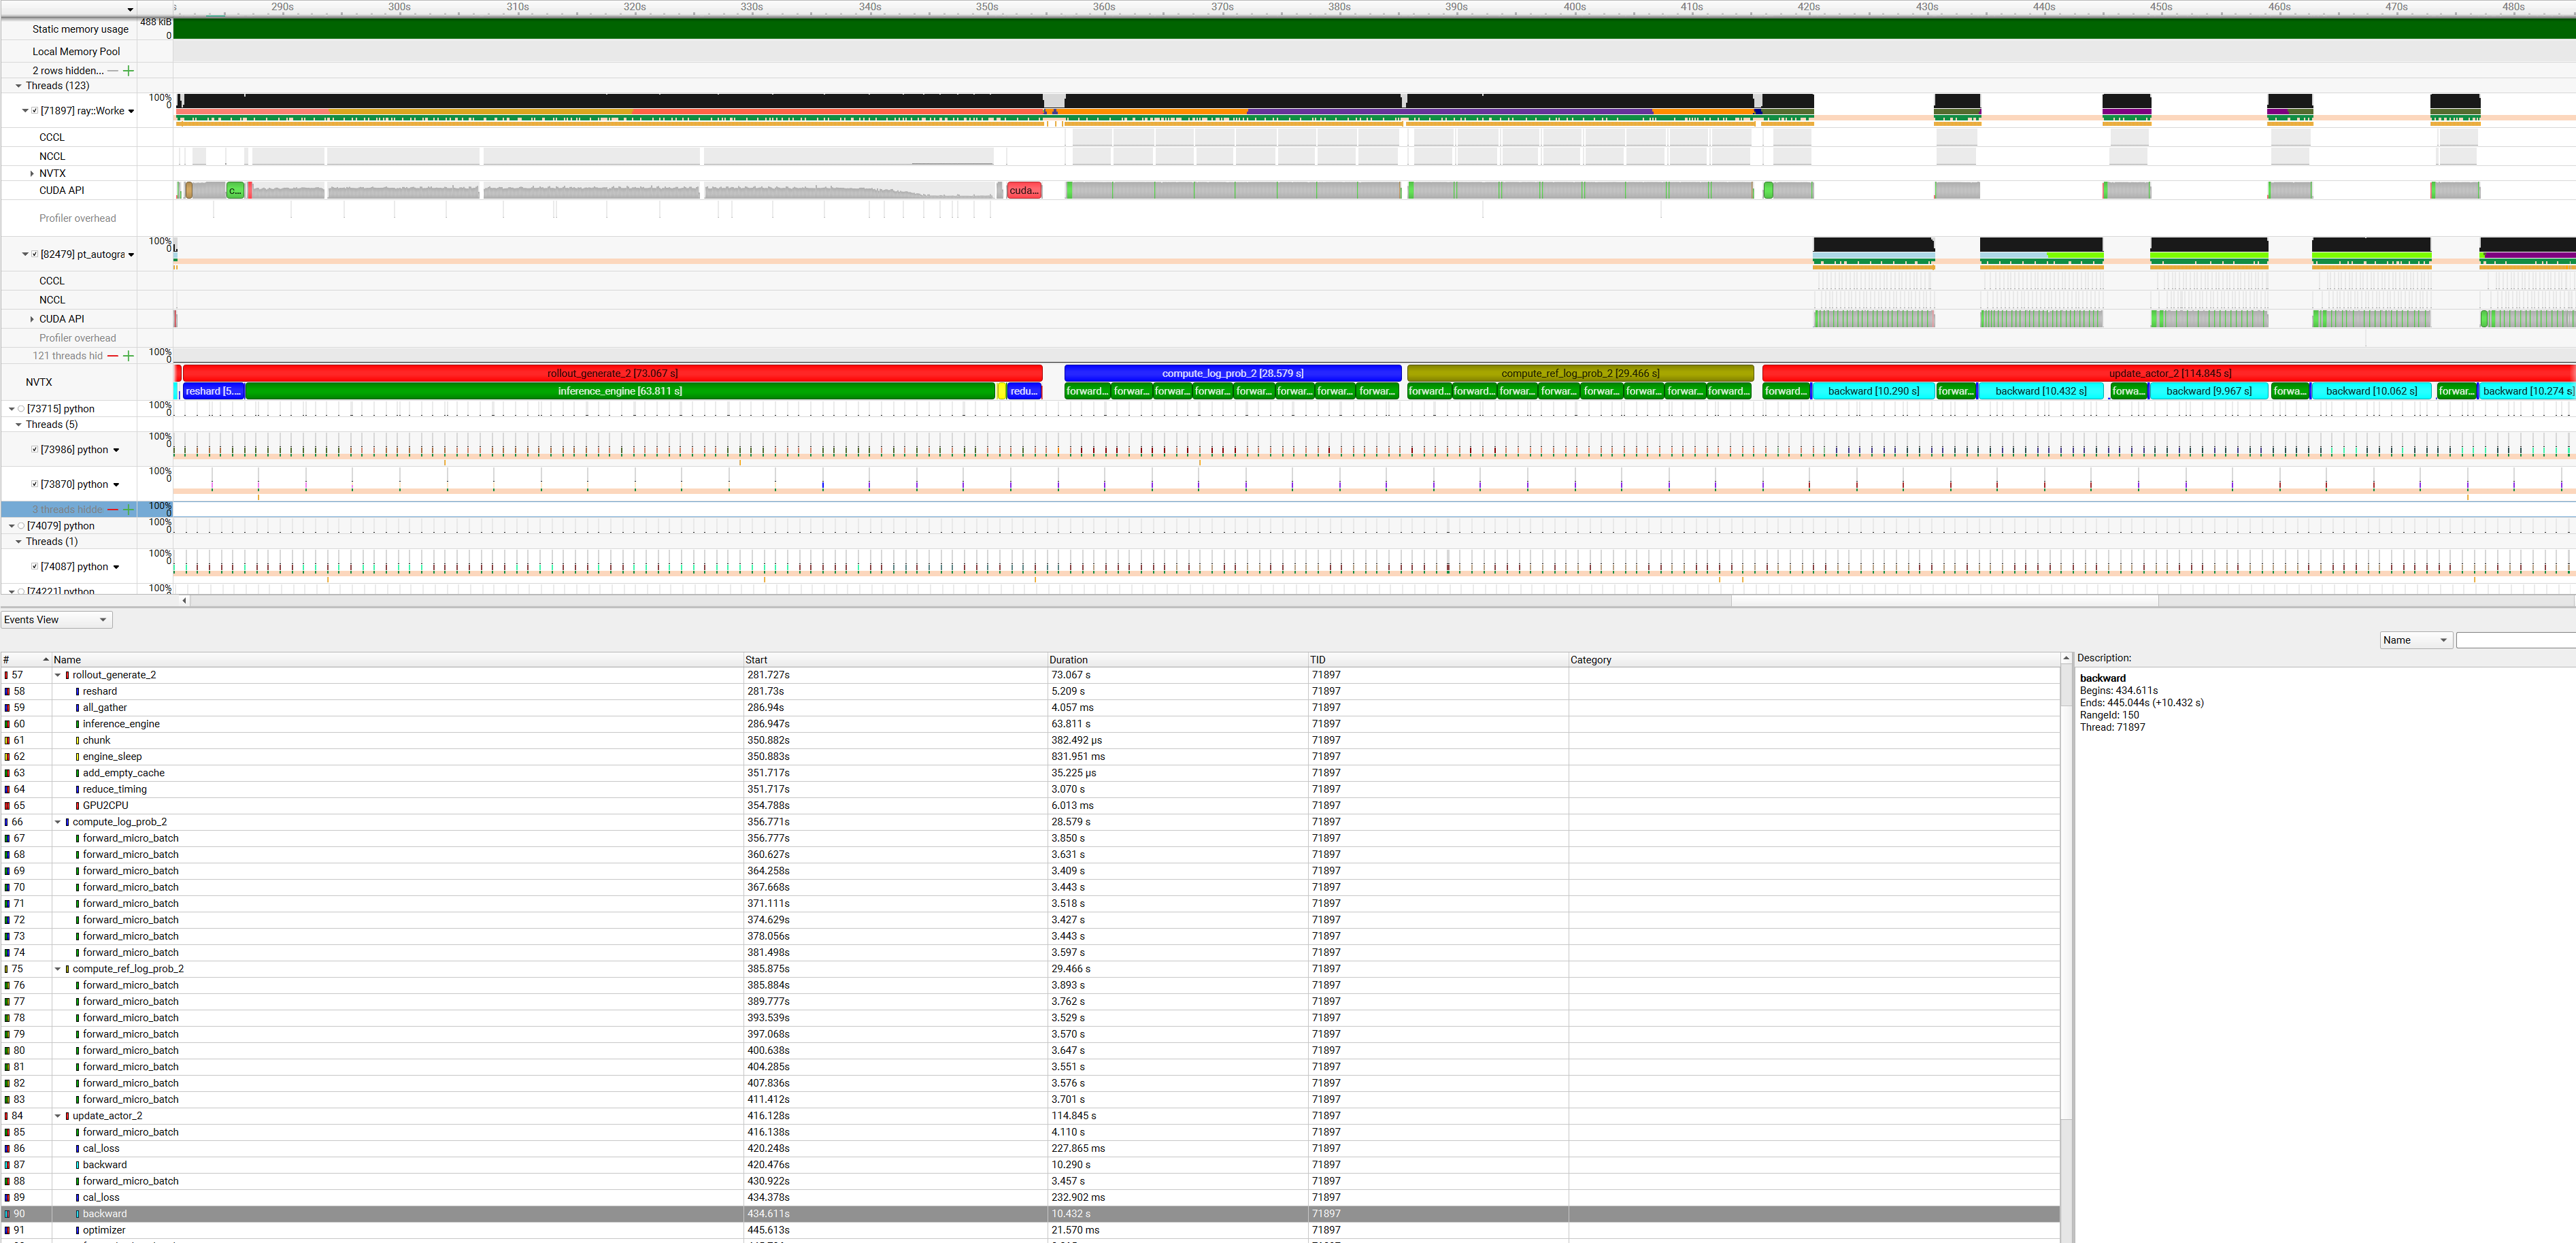 s 290s 300s 310s 320s 330s 340s 350s 360s 370s 380s 390s 400s 410s 420s 430s 440s 450s 460s 470s 480s
Static memory usage 488 kiB 0
Local Memory Pool
2 rows hidden...
Threads (123)
[71897] ray::Worke 100% 0
CCCL
NCCL
NVTX
CUDA API c... cuda...
Profiler overhead
[82479] pt_autogra 100% 0
CCCL
NCCL
CUDA API
Profiler overhead
121 threads hid 100% 0
NVTX
rollout_generate_2 [73.067 s] compute_log_prob_2 [28.579 s] compute_ref_log_prob_2 [29.466 s] update_actor_2 [114.845 s]
reshard [5.... inference_engine [63.811 s] redu... forward... forwar... forwar... forwar... forwar... forwar... forwar... forwar... forward... forward... forwar... forwar... forwar... forwar... forwar... forward... forward... backward [10.290 s] forwar... backward [10.432 s] forwa... backward [9.967 s] forwa... backward [10.062 s] forwar... backward [10.274 s]
[73715] python 100% 0
Threads (5)
[73986] python 100% 0
[73870] python 100% 0
3 threads hidde 100% 0
[74079] python 100% 0
Threads (1)
[74087] python 100% 0
[74221] python 100%
Events View
Name
# Name Start Duration TID Category
57 rollout_generate_2 281.727s 73.067 s 71897
58 reshard 281.73s 5.209 s 71897
59 all_gather 286.94s 4.057 ms 71897
60 inference_engine 286.947s 63.811 s 71897
61 chunk 350.882s 382.492 μs 71897
62 engine_sleep 350.883s 831.951 ms 71897
63 add_empty_cache 351.717s 35.225 μs 71897
64 reduce_timing 351.717s 3.070 s 71897
65 GPU2CPU 354.788s 6.013 ms 71897
66 compute_log_prob_2 356.771s 28.579 s 71897
67 forward_micro_batch 356.777s 3.850 s 71897
68 forward_micro_batch 360.627s 3.631 s 71897
69 forward_micro_batch 364.258s 3.409 s 71897
70 forward_micro_batch 367.668s 3.443 s 71897
71 forward_micro_batch 371.111s 3.518 s 71897
72 forward_micro_batch 374.629s 3.427 s 71897
73 forward_micro_batch 378.056s 3.443 s 71897
74 forward_micro_batch 381.498s 3.597 s 71897
75 compute_ref_log_prob_2 385.875s 29.466 s 71897
76 forward_micro_batch 385.884s 3.893 s 71897
77 forward_micro_batch 389.777s 3.762 s 71897
78 forward_micro_batch 393.539s 3.529 s 71897
79 forward_micro_batch 397.068s 3.570 s 71897
80 forward_micro_batch 400.638s 3.647 s 71897
81 forward_micro_batch 404.285s 3.551 s 71897
82 forward_micro_batch 407.836s 3.576 s 71897
83 forward_micro_batch 411.412s 3.701 s 71897
84 update_actor_2 416.128s 114.845 s 71897
85 forward_micro_batch 416.138s 4.110 s 71897
86 cal_loss 420.248s 227.865 ms 71897
87 backward 420.476s 10.290 s 71897
88 forward_micro_batch 430.922s 3.457 s 71897
89 cal_loss 434.378s 232.902 ms 71897
90 backward 434.611s 10.432 s 71897
91 optimizer 445.613s 21.570 ms 71897
Description:
backward
Begins: 434.611s
Ends: 445.044s (+10.432 s)
RangeId: 150
Thread: 71897